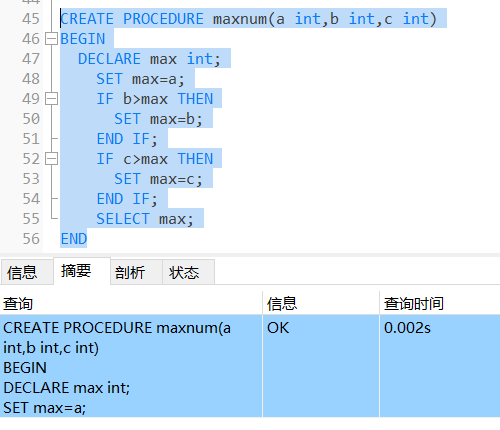 44
45 CREATE PROCEDURE maxnum(a int,b int,c int)
46 BEGIN
47 DECLARE max int;
48 SET max=a;
49 IF b>max THEN
50 SET max=b;
51 END IF;
52 IF c>max THEN
53 SET max=c;
54 END IF;
55 SELECT max;
56 END
信息 摘要 剖析 状态
查询 信息 查询时间
CREATE PROCEDURE maxnum(a OK 0.002s
int,b int,c int)
BEGIN
DECLARE max int;
SET max=a;